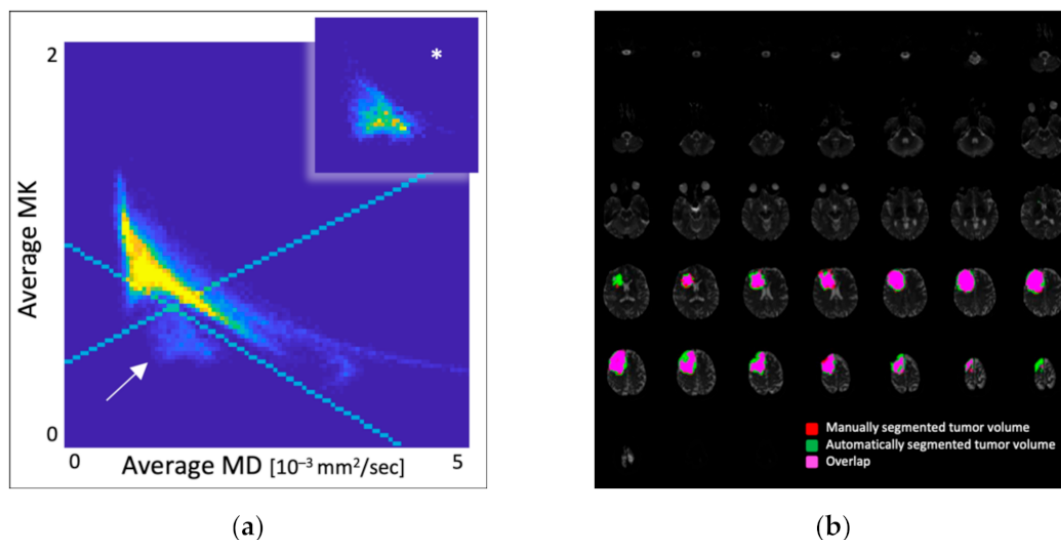 2
*
Average MK
0
0
Average MD [10⁻³ mm²/sec]
5
Manually segmented tumor volume
Automatically segmented tumor volume
Overlap
(a)
(b)